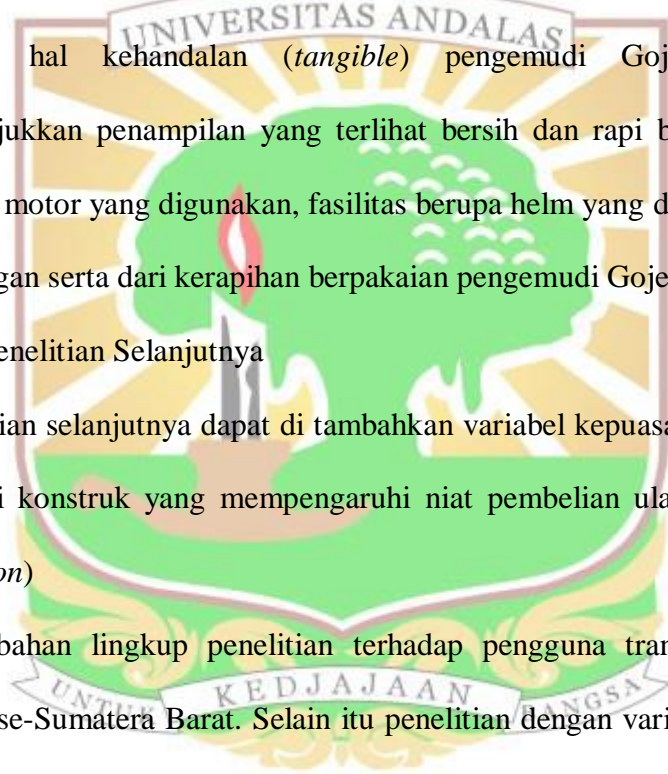 UNIVERSITAS ANDALAS
hal kehandalan (tangible) pengemudi Goj
jukkan penampilan yang terlihat bersih dan rapi b
motor yang digunakan, fasilitas berupa helm yang d
gan serta dari kerapihan berpakaian pengemudi Goje
enelitian Selanjutnya
ian selanjutnya dapat di tambahkan variabel kepuasa
i konstruk yang mempengaruhi niat pembelian ula
on)
bahan lingkup penelitian terhadap pengguna tran
se-Sumatera Barat. Selain itu penelitian dengan vari
UNTUK KEDJAJAAN BANGSA